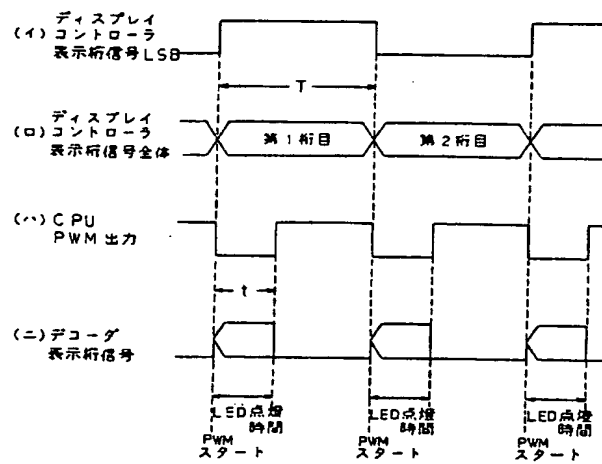 ディスプレイ
(イ)コントローラ
表示桁信号LSB
T
ディスプレイ
(ロ)コントローラ
表示桁信号全体
第1桁目
第2桁目
(ハ)CPU
PWM出力
t
(ニ)デコーダ
表示桁信号
LED点燈
時間
LED点燈
時間
LED点燈
時間
PWM
スタート
PWM
スタート
PWM
スタート